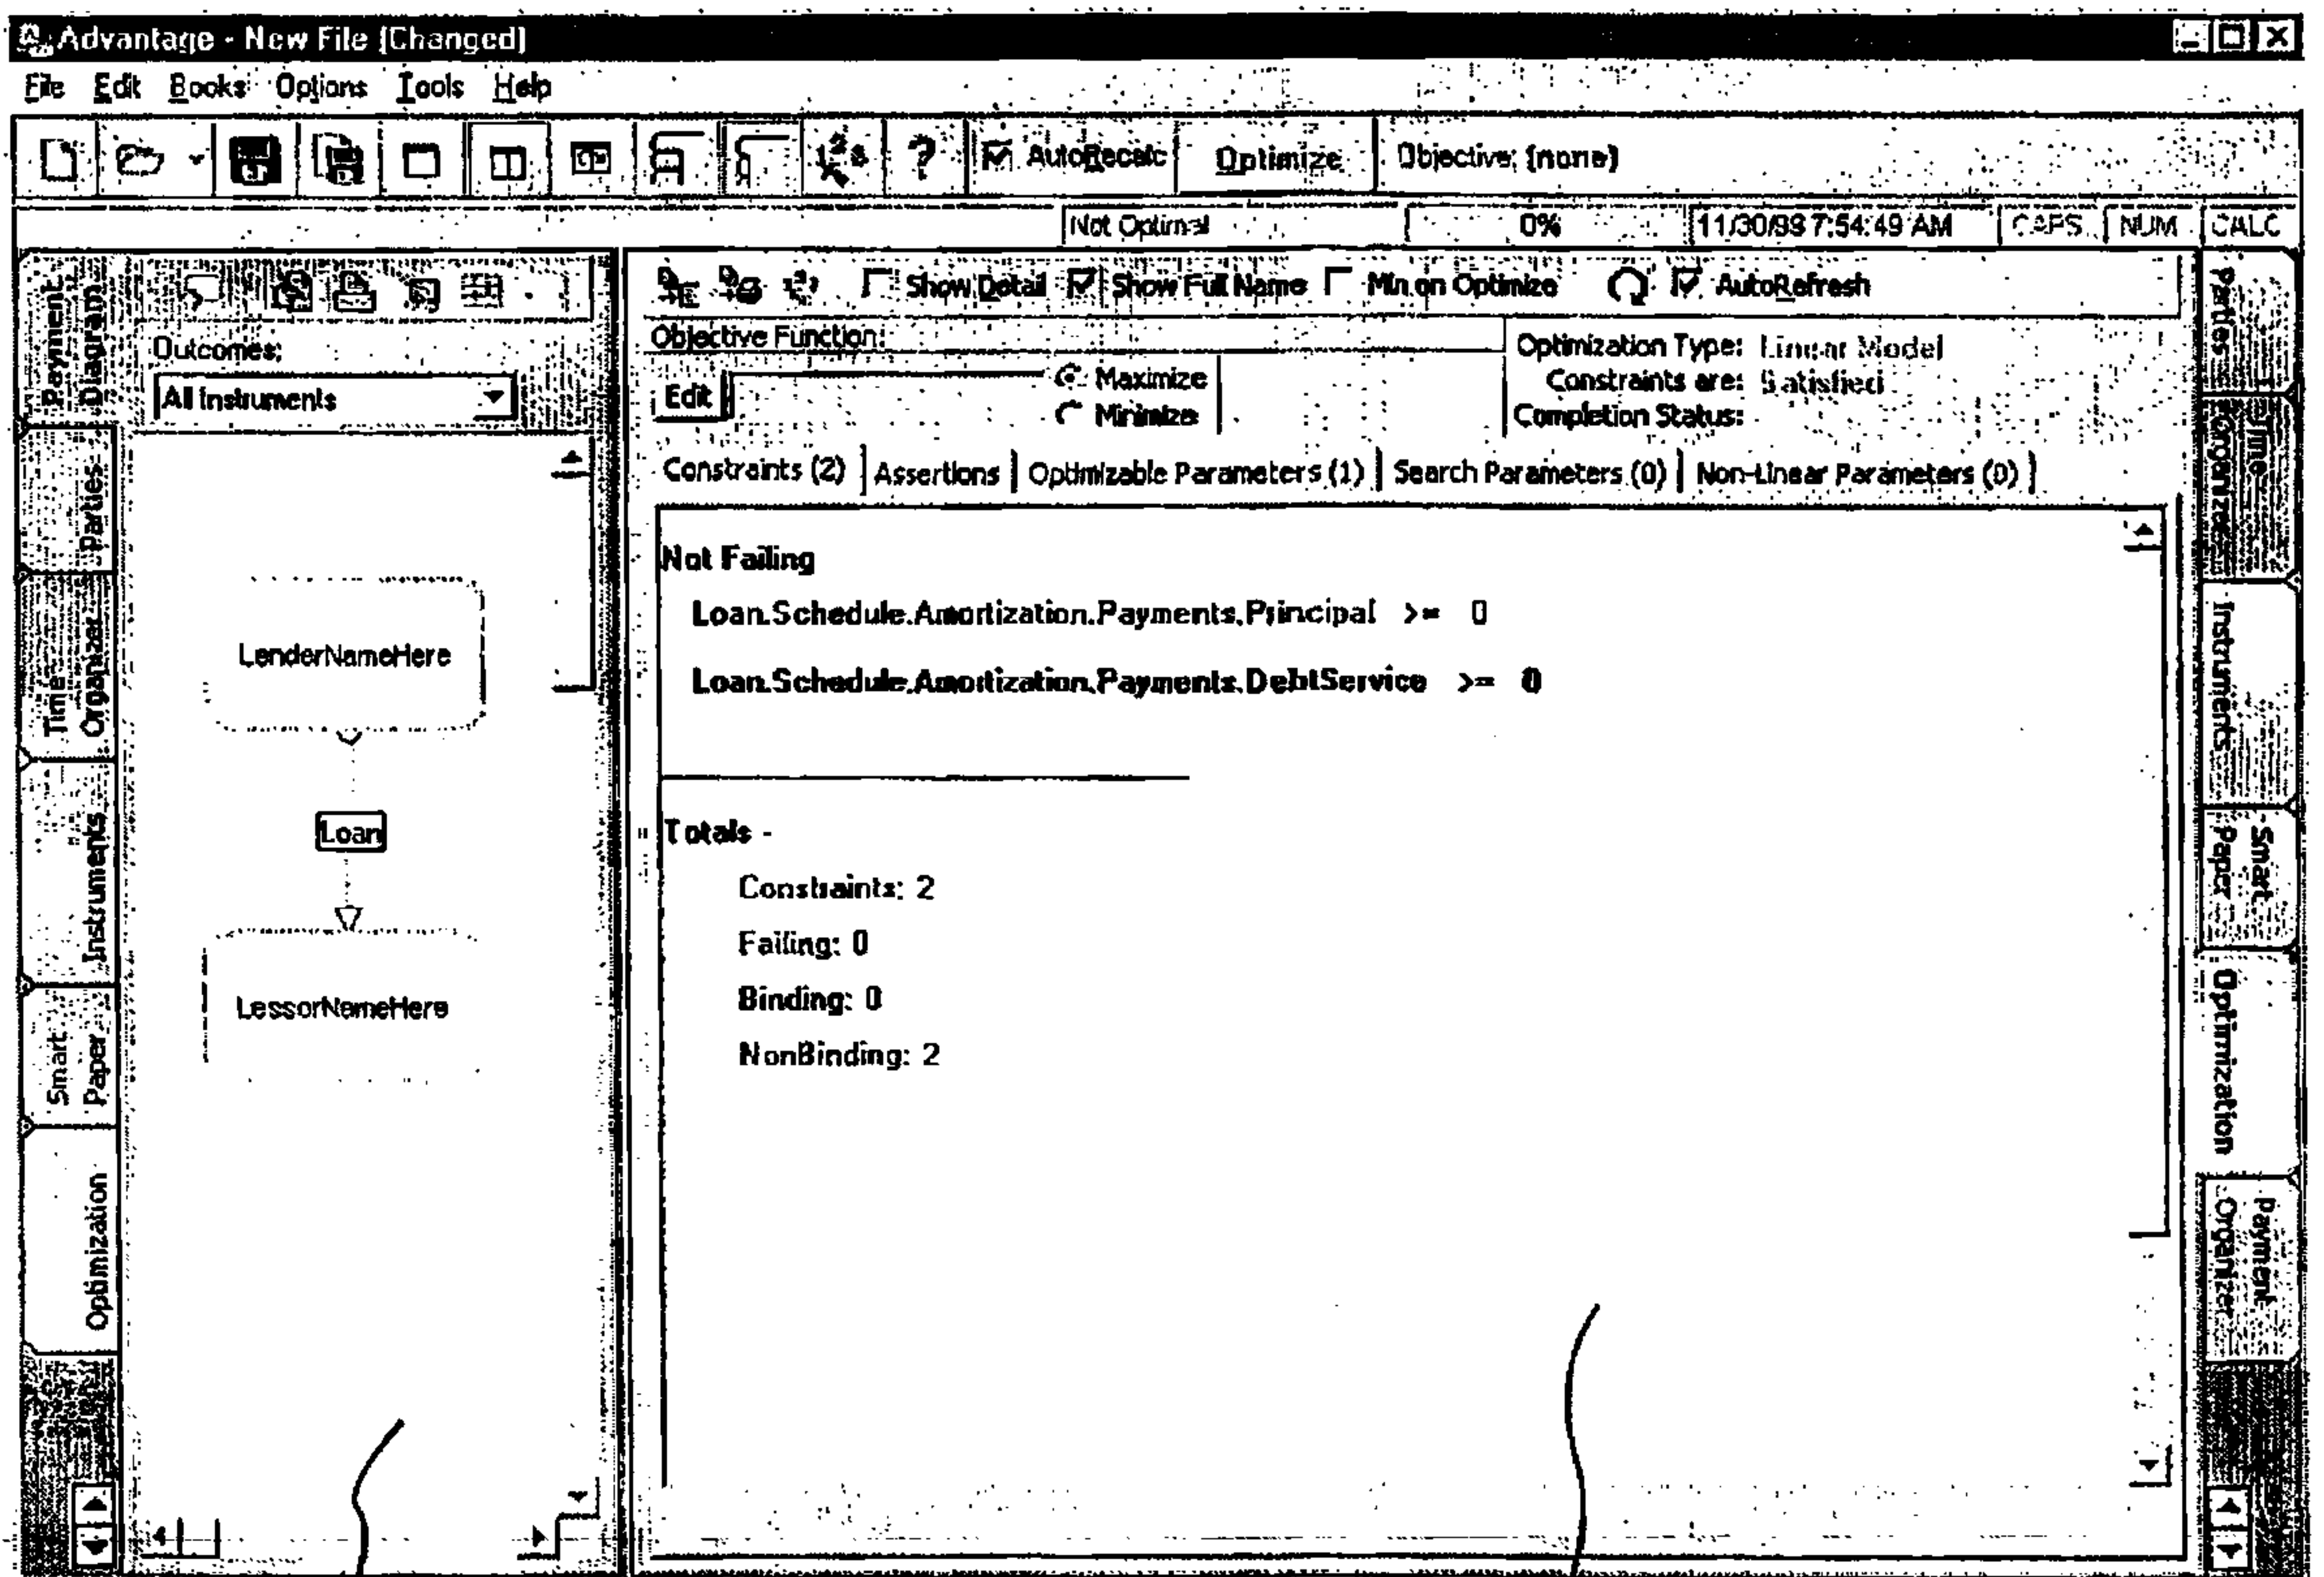 Advantage - New File [Changed]
File Edit Books Options Tools Help
AutoRecalc Optimize Objective: (none)
Not Optimal 0% 11/30/98 7:54:49 AM CAPS NUM CALC
Payment Diagram
Parties
Time Organizer
Instruments
Smart Paper
Optimization
Outcomes:
All Instruments
LenderNameHere
Loan
LessorNameHere
Show Detail Show Full Name Min on Optimize AutoRefresh
Objective Function:
Edit
Maximize
Minimize
Optimization Type: Linear Model
Constraints are: Satisfied
Completion Status:
Constraints (2) Assertions Optimizable Parameters (1) Search Parameters (0) Non-Linear Parameters (0)
Not Failing
Loan.Schedule.Amortization.Payments.Principal >= 0
Loan.Schedule.Amortization.Payments.DebtService >= 0
Totals -
Constraints: 2
Failing: 0
Binding: 0
NonBinding: 2
Parties
Time Organizer
Instruments
Smart Paper
Optimization
Payment Organizer